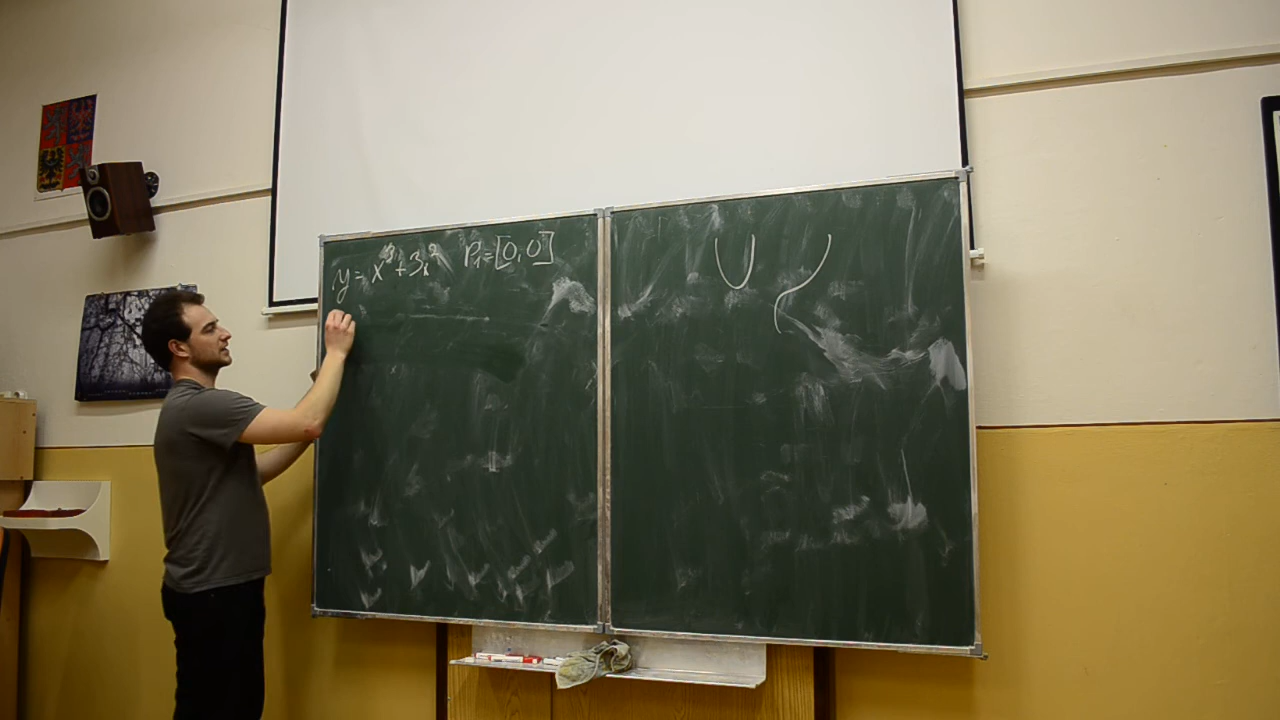 y = x³ + 3x² P₁ = [0, 0]